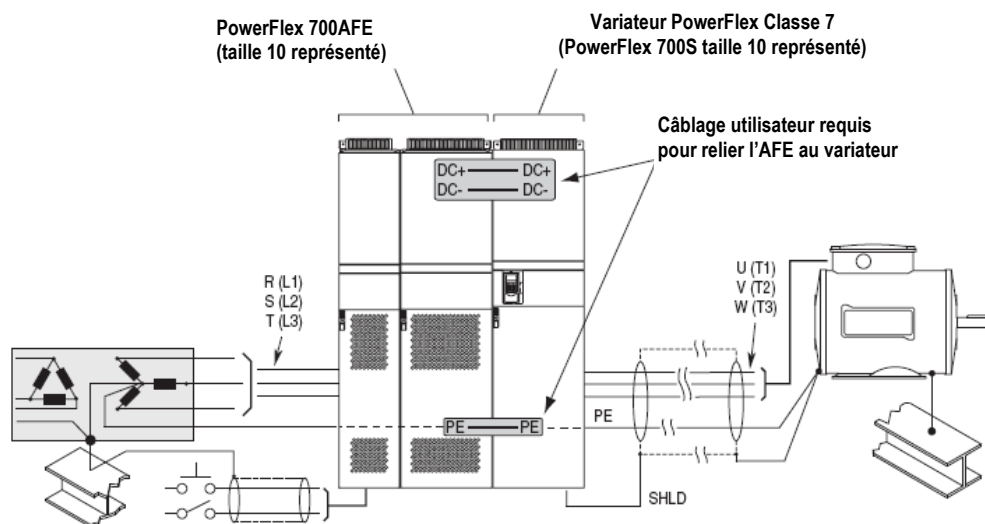 PowerFlex 700AFE
(taille 10 représenté)
Variateur PowerFlex Classe 7
(PowerFlex 700S taille 10 représenté)
Câblage utilisateur requis
pour relier l'AFE au variateur
DC+ DC+
DC- DC-
R (L1)
S (L2)
T (L3)
U (T1)
V (T2)
W (T3)
PE PE
PE
SHLD